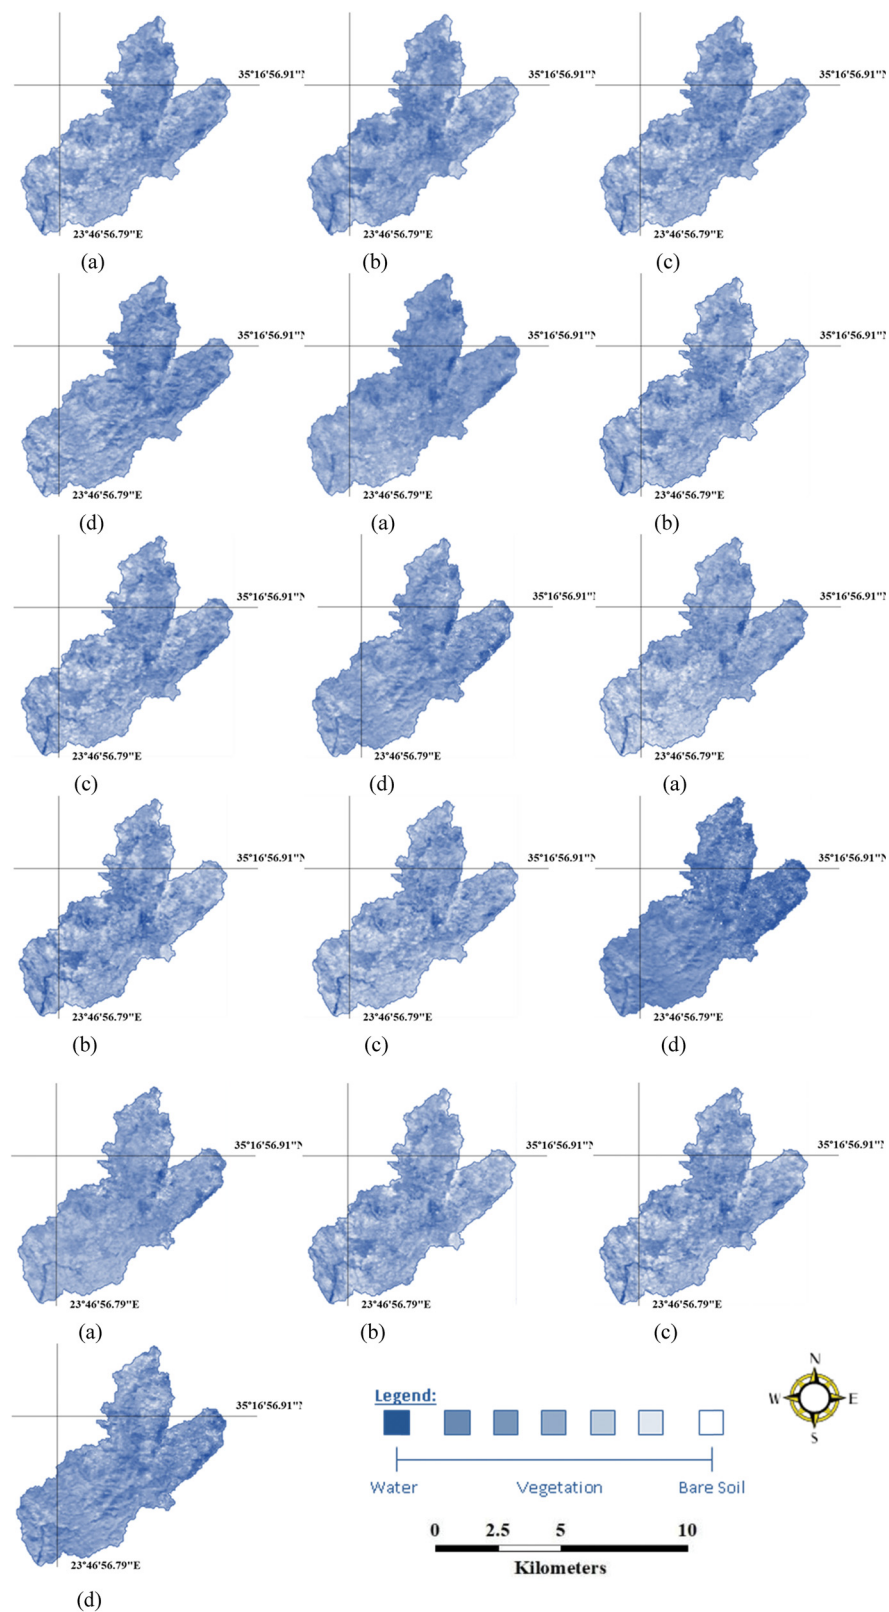 35°16'56.91"N 35°16'56.91"N 35°16'56.91"N
23°46'56.79"E 23°46'56.79"E 23°46'56.79"E
(a) (b) (c)
35°16'56.91"N 35°16'56.91"N 35°16'56.91"N
23°46'56.79"E 23°46'56.79"E 23°46'56.79"E
(d) (a) (b)
35°16'56.91"N 35°16'56.91"N 35°16'56.91"N
23°46'56.79"E 23°46'56.79"E 23°46'56.79"E
(c) (d) (a)
35°16'56.91"N 35°16'56.91"N 35°16'56.91"N
23°46'56.79"E 23°46'56.79"E 23°46'56.79"E
(b) (c) (d)
35°16'56.91"N 35°16'56.91"N 35°16'56.91"N
23°46'56.79"E 23°46'56.79"E 23°46'56.79"E
(a) (b) (c)
35°16'56.91"N
23°46'56.79"E
(d)
Legend:
Water Vegetation Bare Soil
0 2.5 5 10
Kilometers
N
W E
S